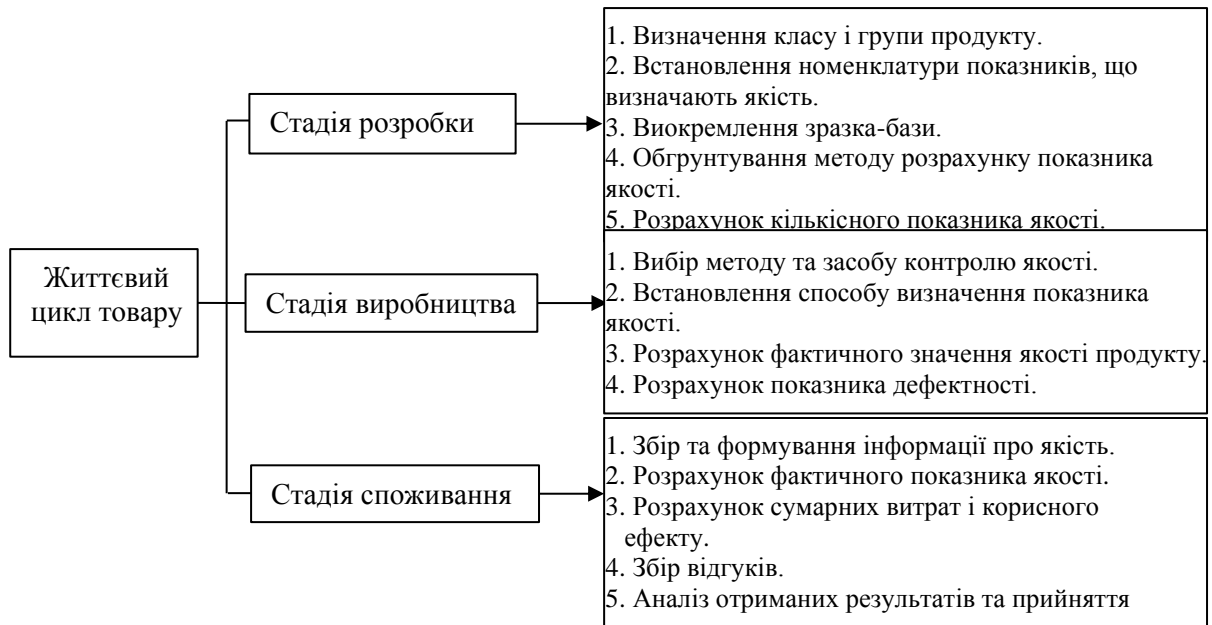 Життєвий
цикл товару
Стадія розробки
1. Визначення класу і групи продукту.
2. Встановлення номенклатури показників, що
визначають якість.
3. Виокремлення зразка-бази.
4. Обгрунтування методу розрахунку показника
якості.
5. Розрахунок кількісного показника якості.
Стадія виробництва
1. Вибір методу та засобу контролю якості.
2. Встановлення способу визначення показника
якості.
3. Розрахунок фактичного значення якості продукту.
4. Розрахунок показника дефектності.
Стадія споживання
1. Збір та формування інформації про якість.
2. Розрахунок фактичного показника якості.
3. Розрахунок сумарних витрат і корисного
ефекту.
4. Збір відгуків.
5. Аналіз отриманих результатів та прийняття